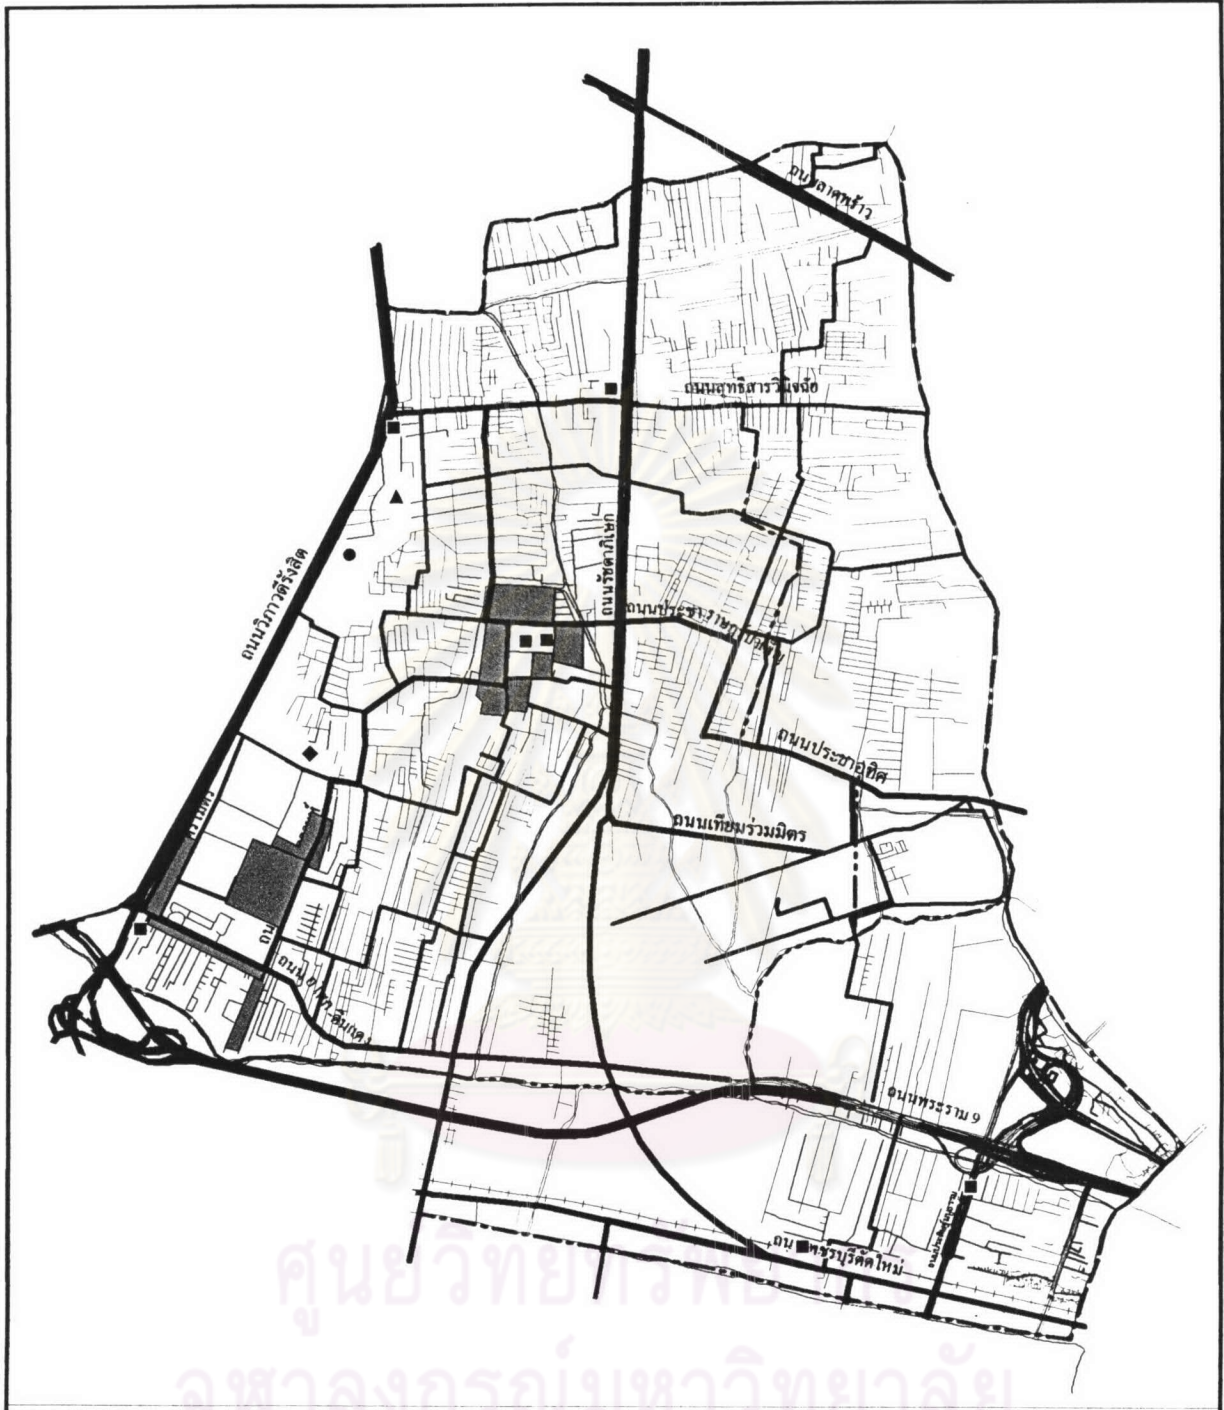 ถนนลาดพร้าว
ถนนสุทธิสารวินิจฉัย
ถนนวิภาวดีรังสิต
ถนนรัชดาภิเษก
ถนนประชาอุทิศ
ถนนเทียมร่วมมิตร
ถนนพระราม 9
เพชรบุรีตัดใหม่
ศูนย์วิทยทรัพยากร
จุฬาลงกรณ์มหาวิทยาลัย